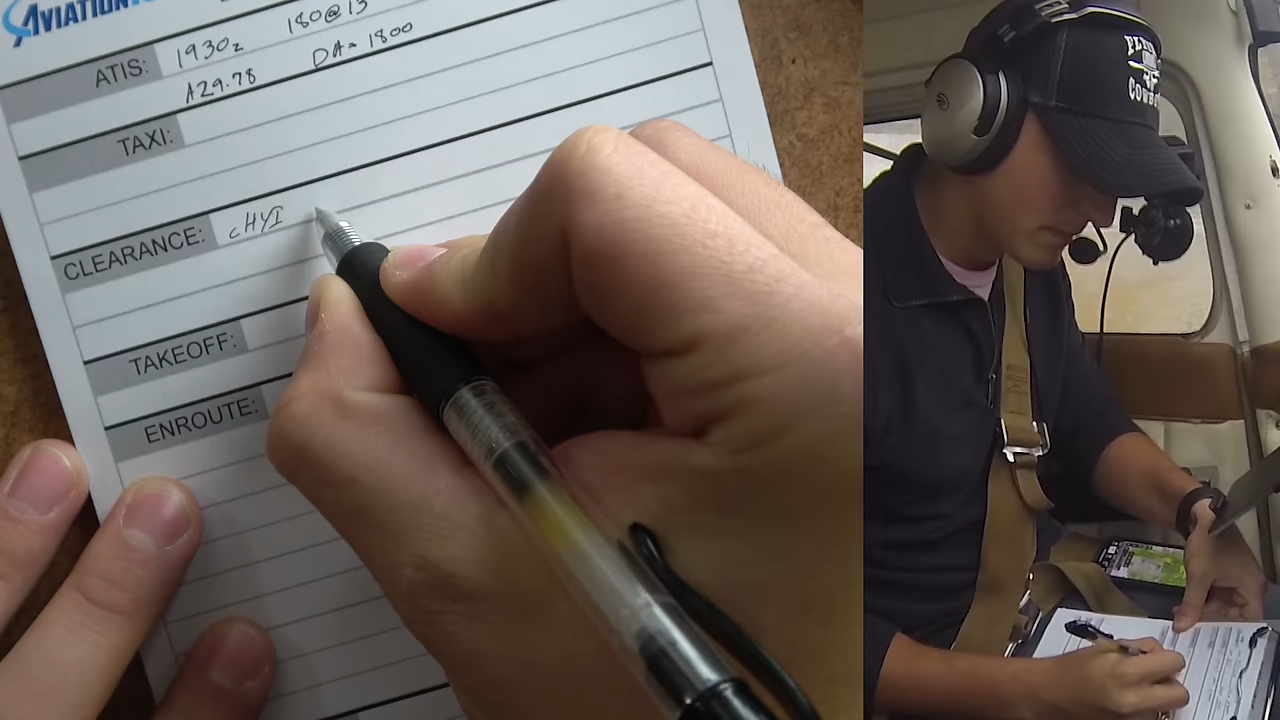 AVIATION
ATIS: 1930z 180@13
A29.78 DA= 1800
TAXI:
CLEARANCE: cHYI
TAKEOFF:
ENROUTE: